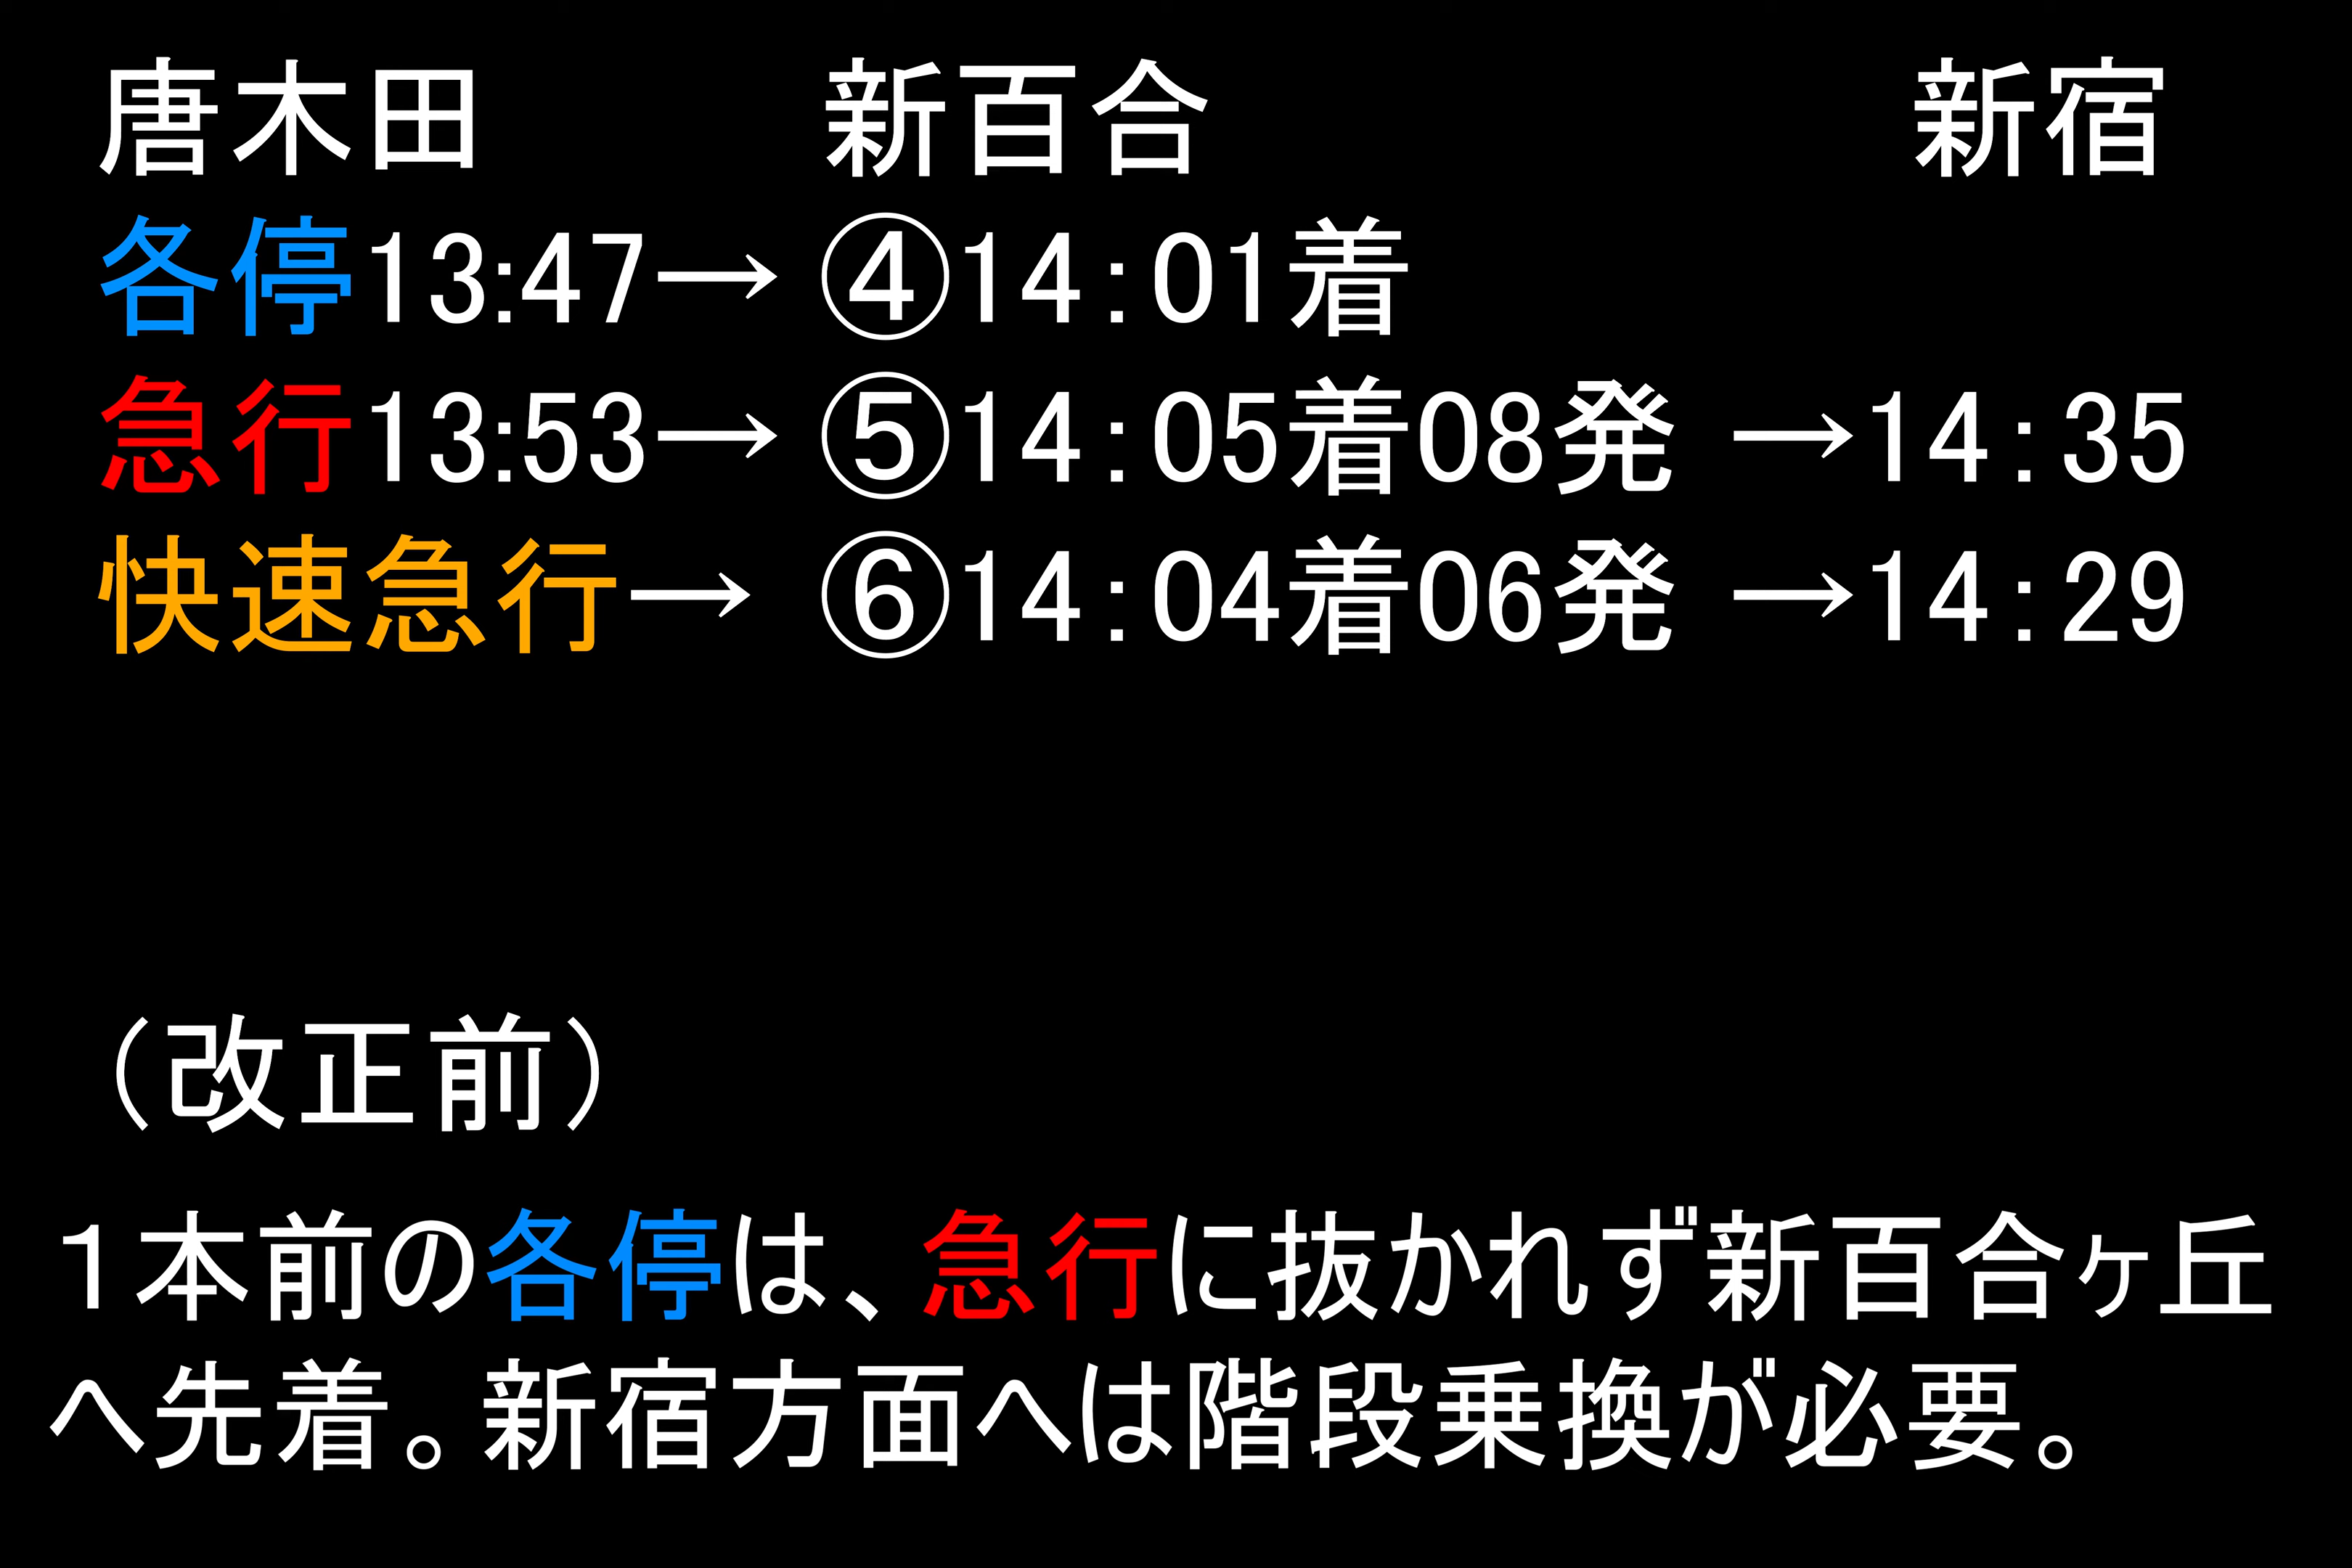 唐木田 新百合 新宿
各停13:47→ ④14:01着
急行13:53→ ⑤14:05着08発 →14:35
快速急行→ ⑥14:04着06発 →14:29
（改正前）
1本前の各停は、急行に抜かれず新百合ヶ丘
へ先着。新宿方面へは階段乗換が必要。